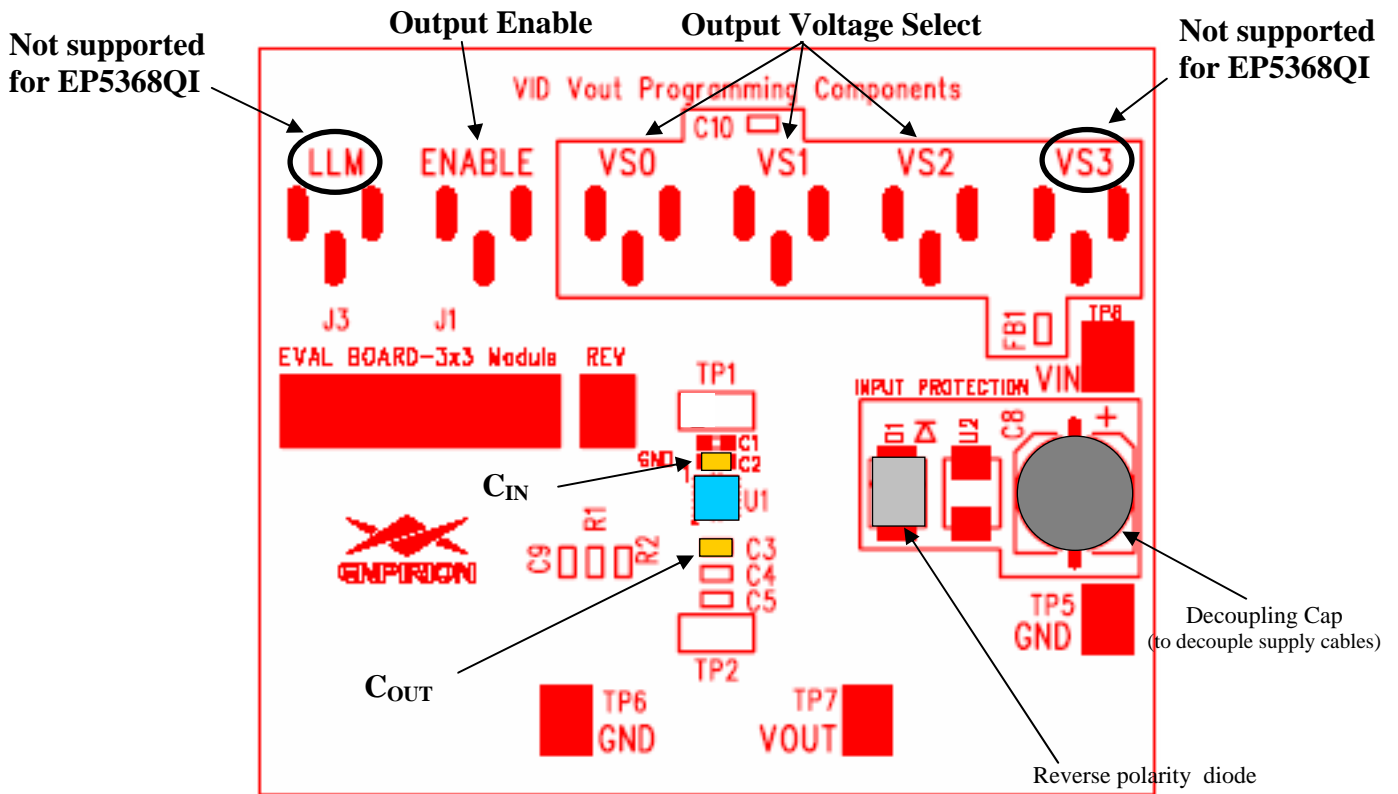 Output Enable
Output Voltage Select
Not supported
for EP5368QI
Not supported
for EP5368QI
VID Vout Programming Components
C10
LLM
ENABLE
VS0
VS1
VS2
VS3
J3
J1
FB1
TP8
VIN
EVAL BOARD-3x3 Module
REV
TP1
INPUT PROTECTION
D1
U2
C8
+
C1
GND
C2
CIN
U1
R1
C9
R2
C3
C4
C5
ENPIRION
TP5
GND
Decoupling Cap
(to decouple supply cables)
TP2
COUT
TP6
GND
TP7
VOUT
Reverse polarity diode